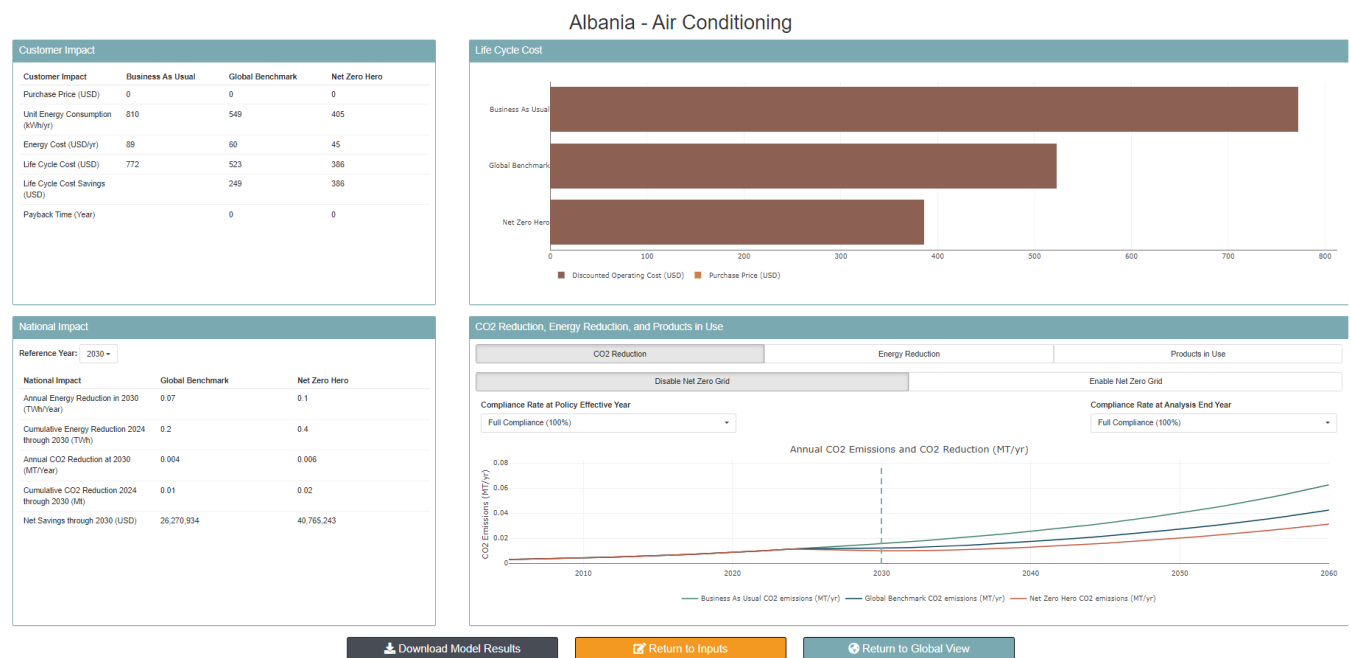 Albania - Air Conditioning
Customer Impact
Customer Impact Business As Usual Global Benchmark Net Zero Hero
Purchase Price (USD) 0 0 0
Unit Energy Consumption 810 549 405
(kWh/yr)
Energy Cost (USD/yr) 89 60 45
Life Cycle Cost (USD) 772 523 386
Life Cycle Cost Savings 249 386
(USD)
Payback Time (Year) 0 0
Life Cycle Cost
Business As Usual
Global Benchmark
Net Zero Hero
0 100 200 300 400 500 600 700 800
Discounted Operating Cost (USD) Purchase Price (USD)
National Impact
Reference Year: 2030
National Impact Global Benchmark Net Zero Hero
Annual Energy Reduction in 2030 0.07 0.1
(TWh/Year)
Cumulative Energy Reduction 2024 0.2 0.4
through 2030 (TWh)
Annual CO2 Reduction at 2030 0.004 0.006
(MT/Year)
Cumulative CO2 Reduction 2024 0.01 0.02
through 2030 (Mt)
Net Savings through 2030 (USD) 26,270,934 40,765,243
CO2 Reduction, Energy Reduction, and Products in Use
CO2 Reduction Energy Reduction Products in Use
Disable Net Zero Grid Enable Net Zero Grid
Compliance Rate at Policy Effective Year Compliance Rate at Analysis End Year
Full Compliance (100%) Full Compliance (100%)
Annual CO2 Emissions and CO2 Reduction (MT/yr)
CO2 Emissions (MT/yr)
0.08
0.06
0.04
0.02
0
2010 2020 2030 2040 2050 2060
Business As Usual CO2 emissions (MT/yr) Global Benchmark CO2 emissions (MT/yr) Net Zero Hero CO2 emissions (MT/yr)
Download Model Results Return to Inputs Return to Global View